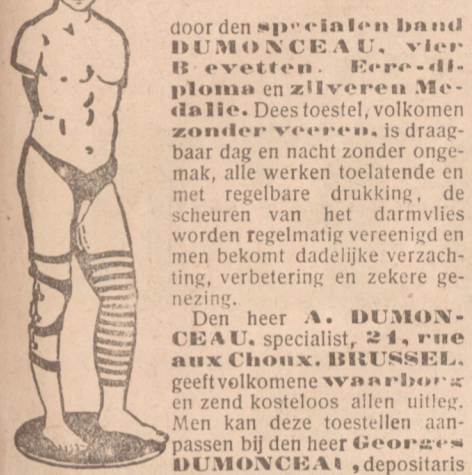 door den specialen band
DUMONCEAU, vier
B evetten. Eere-di-
ploma en zilveren Me-
dalie. Dees toestel, volkomen
zonder veeren, is draag-
baar dag en nacht zonder onge-
mak, alle werken toelatende en
met regelbare drukking, de
scheuren van het darmvlies
worden regelmatig vereenigd en
men bekomt dadelijke verzach-
ting, verbetering en zekere ge-
nezing.
Den heer A. DUMON-
CEAU, specialist, 21, rue
aux Choux, BRUSSEL,
geeft volkomene waarborg
en zend kosteloos allen uitleg.
Men kan deze toestellen aan-
passen bij den heer Georges
DUMONCEAU, depositaris